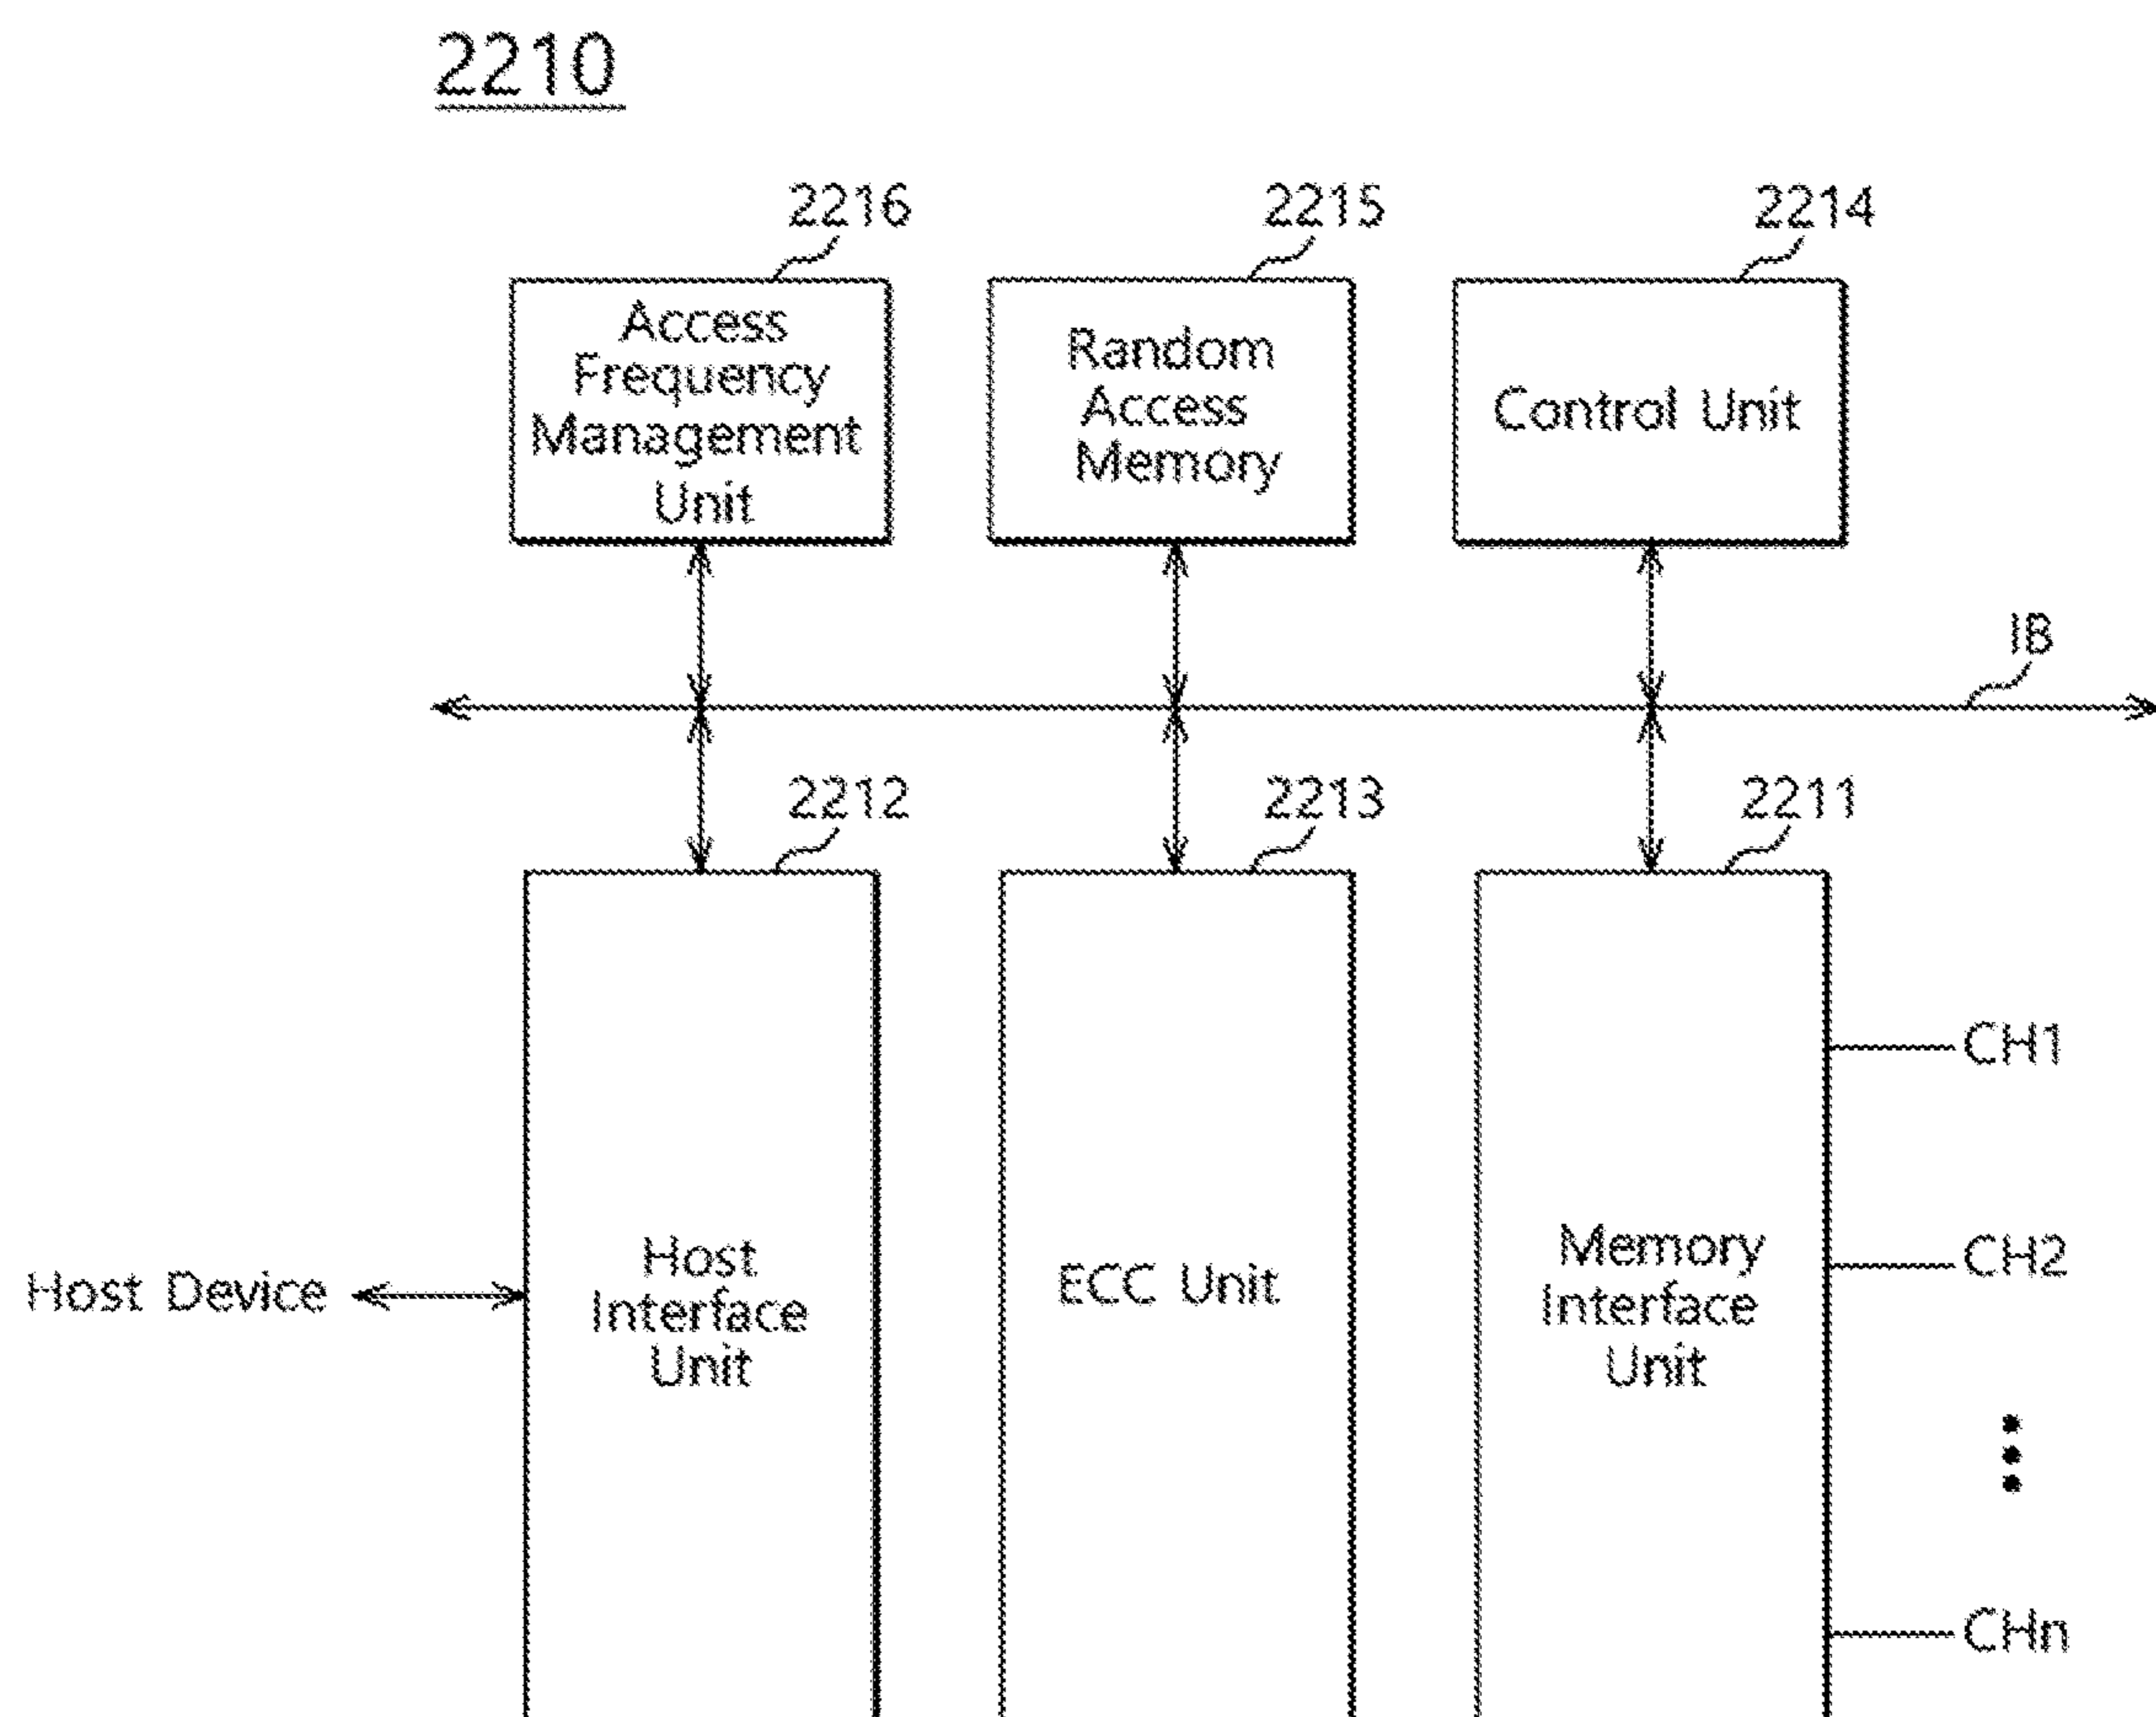 2210
2216
2215
2214
Access
Frequency
Management
Unit
Random
Access
Memory
Control Unit
IB
2212
2213
2211
Host Device
Host
Interface
Unit
ECC Unit
Memory
Interface
Unit
CH1
CH2
CHn